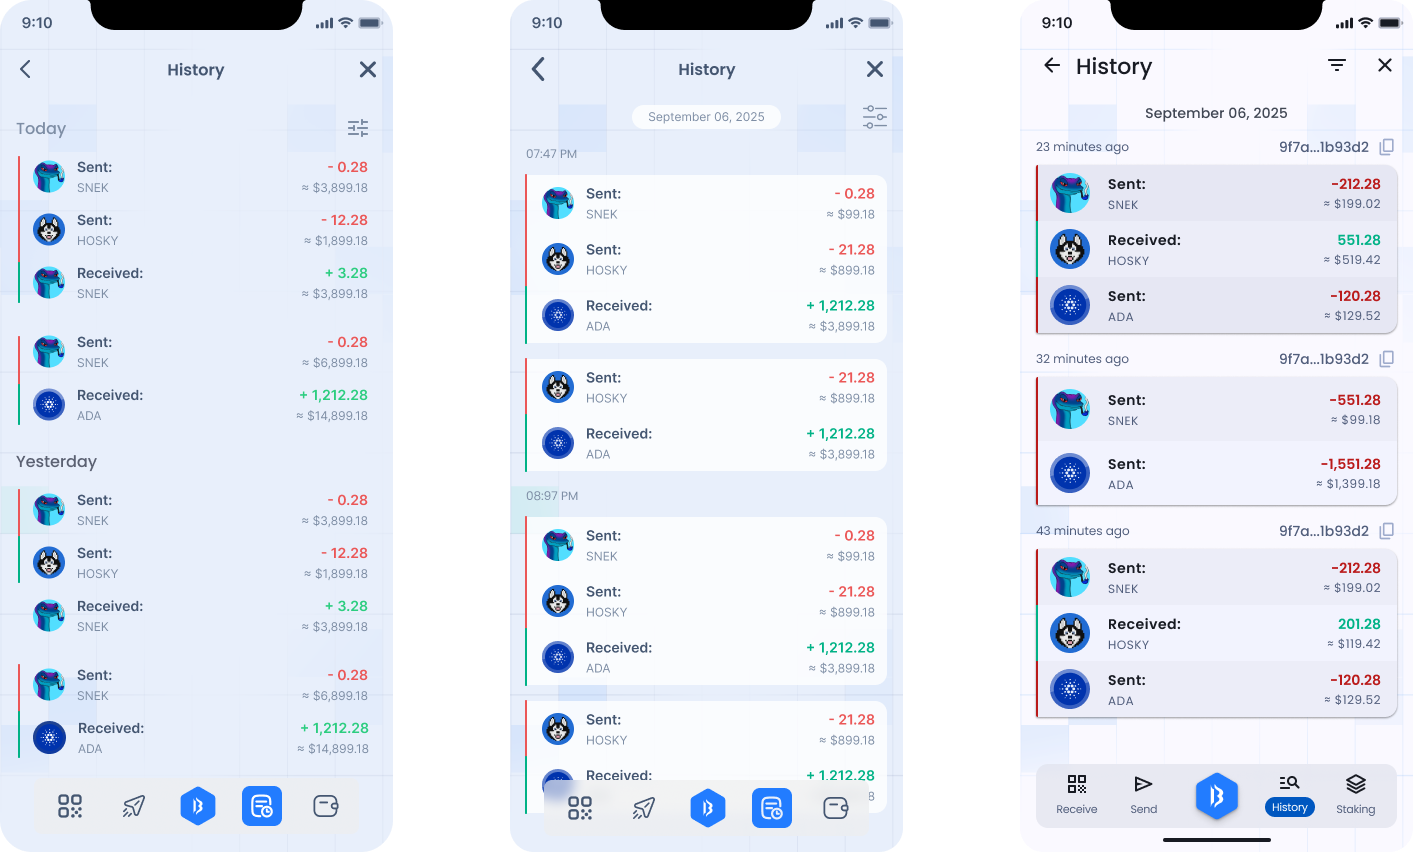 9:10
History
Today
Sent: - 0.28
SNEK ≈ $3,899.18
Sent: - 12.28
HOSKY ≈ $1,899.18
Received: + 3.28
SNEK ≈ $3,899.18
Sent: - 0.28
SNEK ≈ $6,899.18
Received: + 1,212.28
ADA ≈ $14,899.18
Yesterday
Sent: - 0.28
SNEK ≈ $3,899.18
Sent: - 12.28
HOSKY ≈ $1,899.18
Received: + 3.28
SNEK ≈ $3,899.18
Sent: - 0.28
SNEK ≈ $6,899.18
Received: + 1,212.28
ADA ≈ $14,899.18
9:10
History
September 06, 2025
07:47 PM
Sent: - 0.28
SNEK ≈ $99.18
Sent: - 21.28
HOSKY ≈ $899.18
Received: + 1,212.28
ADA ≈ $3,899.18
Sent: - 21.28
HOSKY ≈ $899.18
Received: + 1,212.28
ADA ≈ $3,899.18
08:97 PM
Sent: - 0.28
SNEK ≈ $99.18
Sent: - 21.28
HOSKY ≈ $899.18
Received: + 1,212.28
ADA ≈ $3,899.18
Sent: - 21.28
HOSKY ≈ $899.18
Received: + 1,212.28
9:10
History
September 06, 2025
23 minutes ago 9f7a...1b93d2
Sent: -212.28
SNEK ≈ $199.02
Received: 551.28
HOSKY ≈ $519.42
Sent: -120.28
ADA ≈ $129.52
32 minutes ago 9f7a...1b93d2
Sent: -551.28
SNEK ≈ $99.18
Sent: -1,551.28
ADA ≈ $1,399.18
43 minutes ago 9f7a...1b93d2
Sent: -212.28
SNEK ≈ $199.02
Received: 201.28
HOSKY ≈ $119.42
Sent: -120.28
ADA ≈ $129.52
Receive Send History Staking